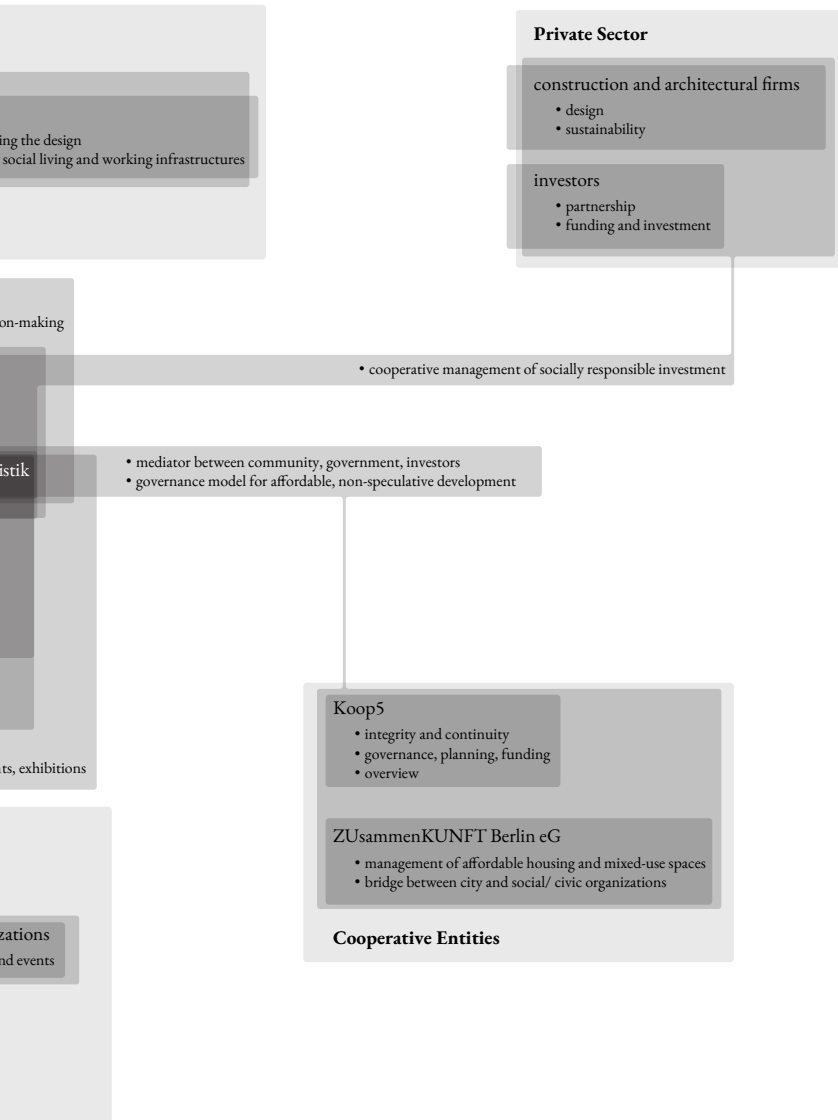 Private Sector
construction and architectural firms
• design
• sustainability
ing the design
social living and working infrastructures
investors
• partnership
• funding and investment
on-making
• cooperative management of socially responsible investment
istik
• mediator between community, government, investors
• governance model for affordable, non-speculative development
Koop5
• integrity and continuity
• governance, planning, funding
• overview
ts, exhibitions
ZUsammenKUNFT Berlin eG
• management of affordable housing and mixed-use spaces
• bridge between city and social/ civic organizations
Cooperative Entities
zations
nd events